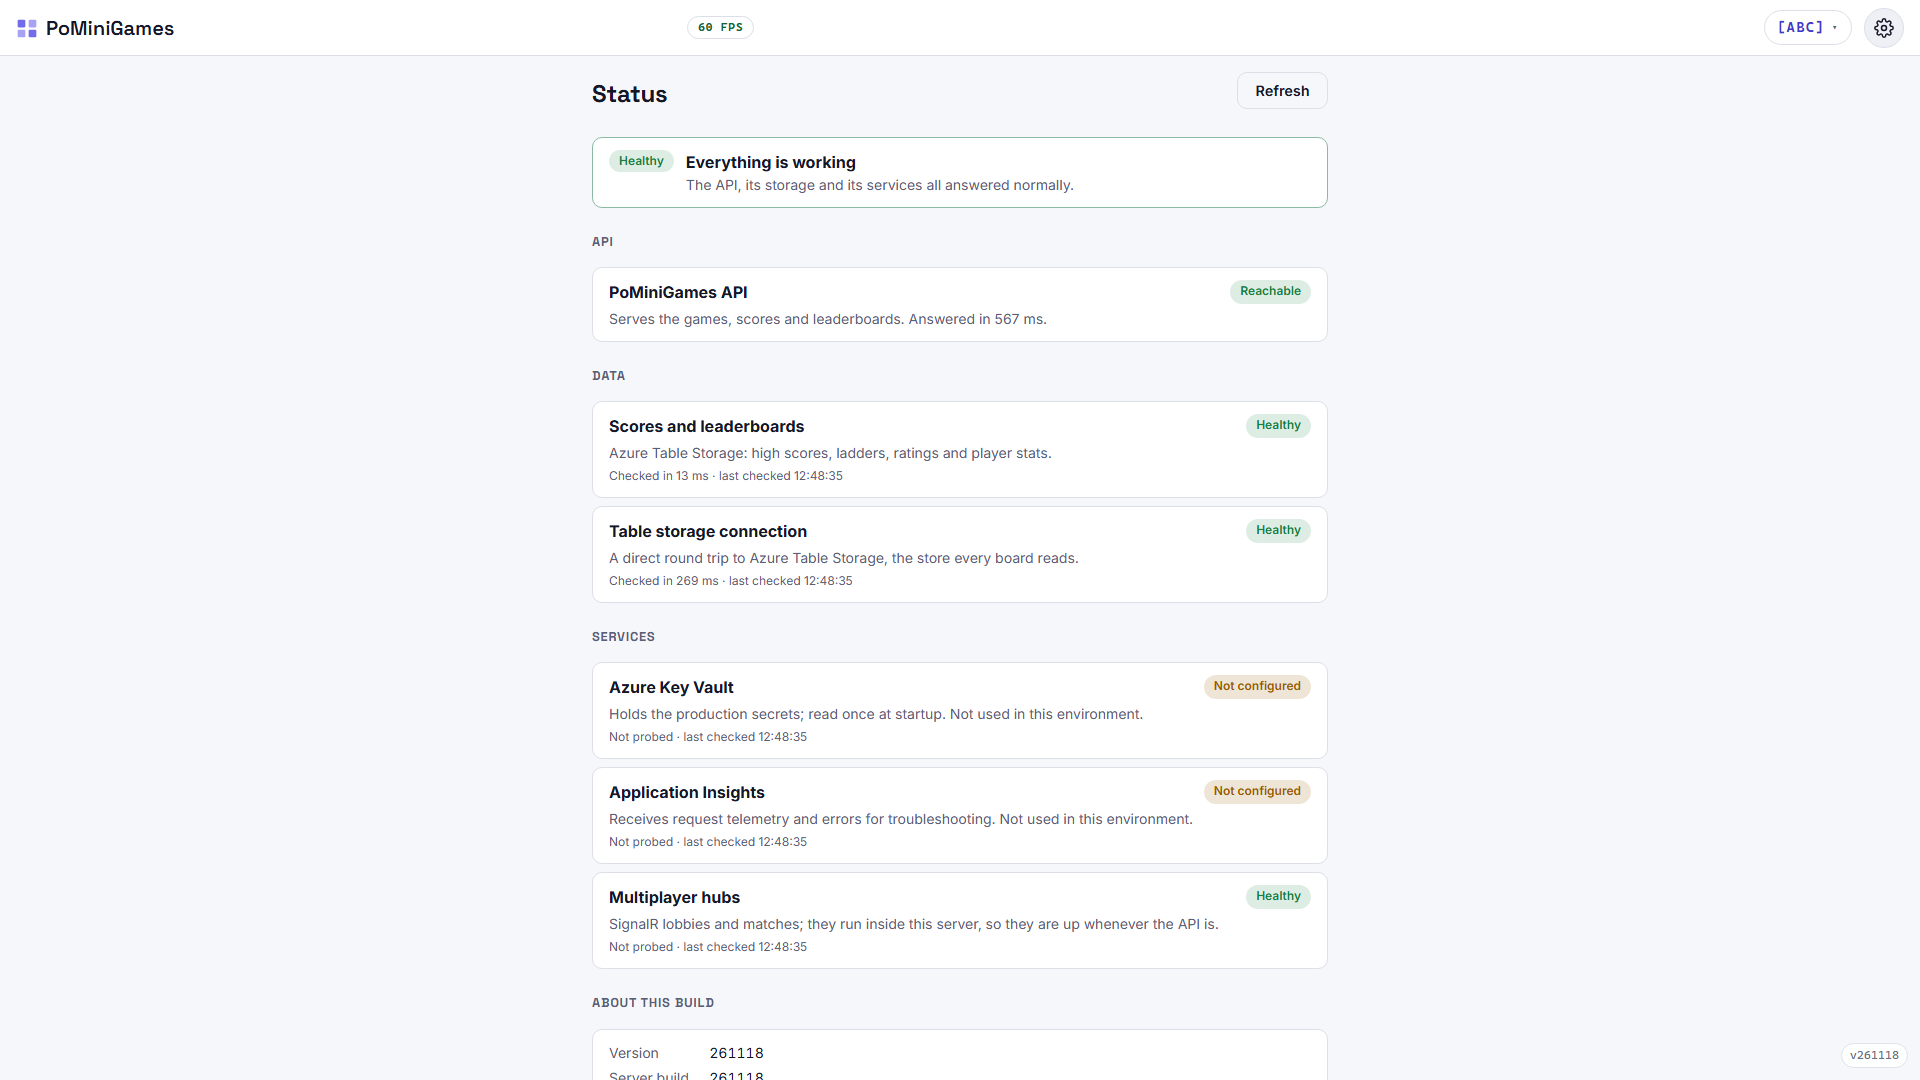 PoMiniGames
60 FPS
[ABC]
Status
Refresh
Healthy
Everything is working
The API, its storage and its services all answered normally.
API
PoMiniGames API
Reachable
Serves the games, scores and leaderboards. Answered in 567 ms.
DATA
Scores and leaderboards
Healthy
Azure Table Storage: high scores, ladders, ratings and player stats.
Checked in 13 ms · last checked 12:48:35
Table storage connection
Healthy
A direct round trip to Azure Table Storage, the store every board reads.
Checked in 269 ms · last checked 12:48:35
SERVICES
Azure Key Vault
Not configured
Holds the production secrets; read once at startup. Not used in this environment.
Not probed · last checked 12:48:35
Application Insights
Not configured
Receives request telemetry and errors for troubleshooting. Not used in this environment.
Not probed · last checked 12:48:35
Multiplayer hubs
Healthy
SignalR lobbies and matches; they run inside this server, so they are up whenever the API is.
Not probed · last checked 12:48:35
ABOUT THIS BUILD
Version 261118
Server build 261118
v261118